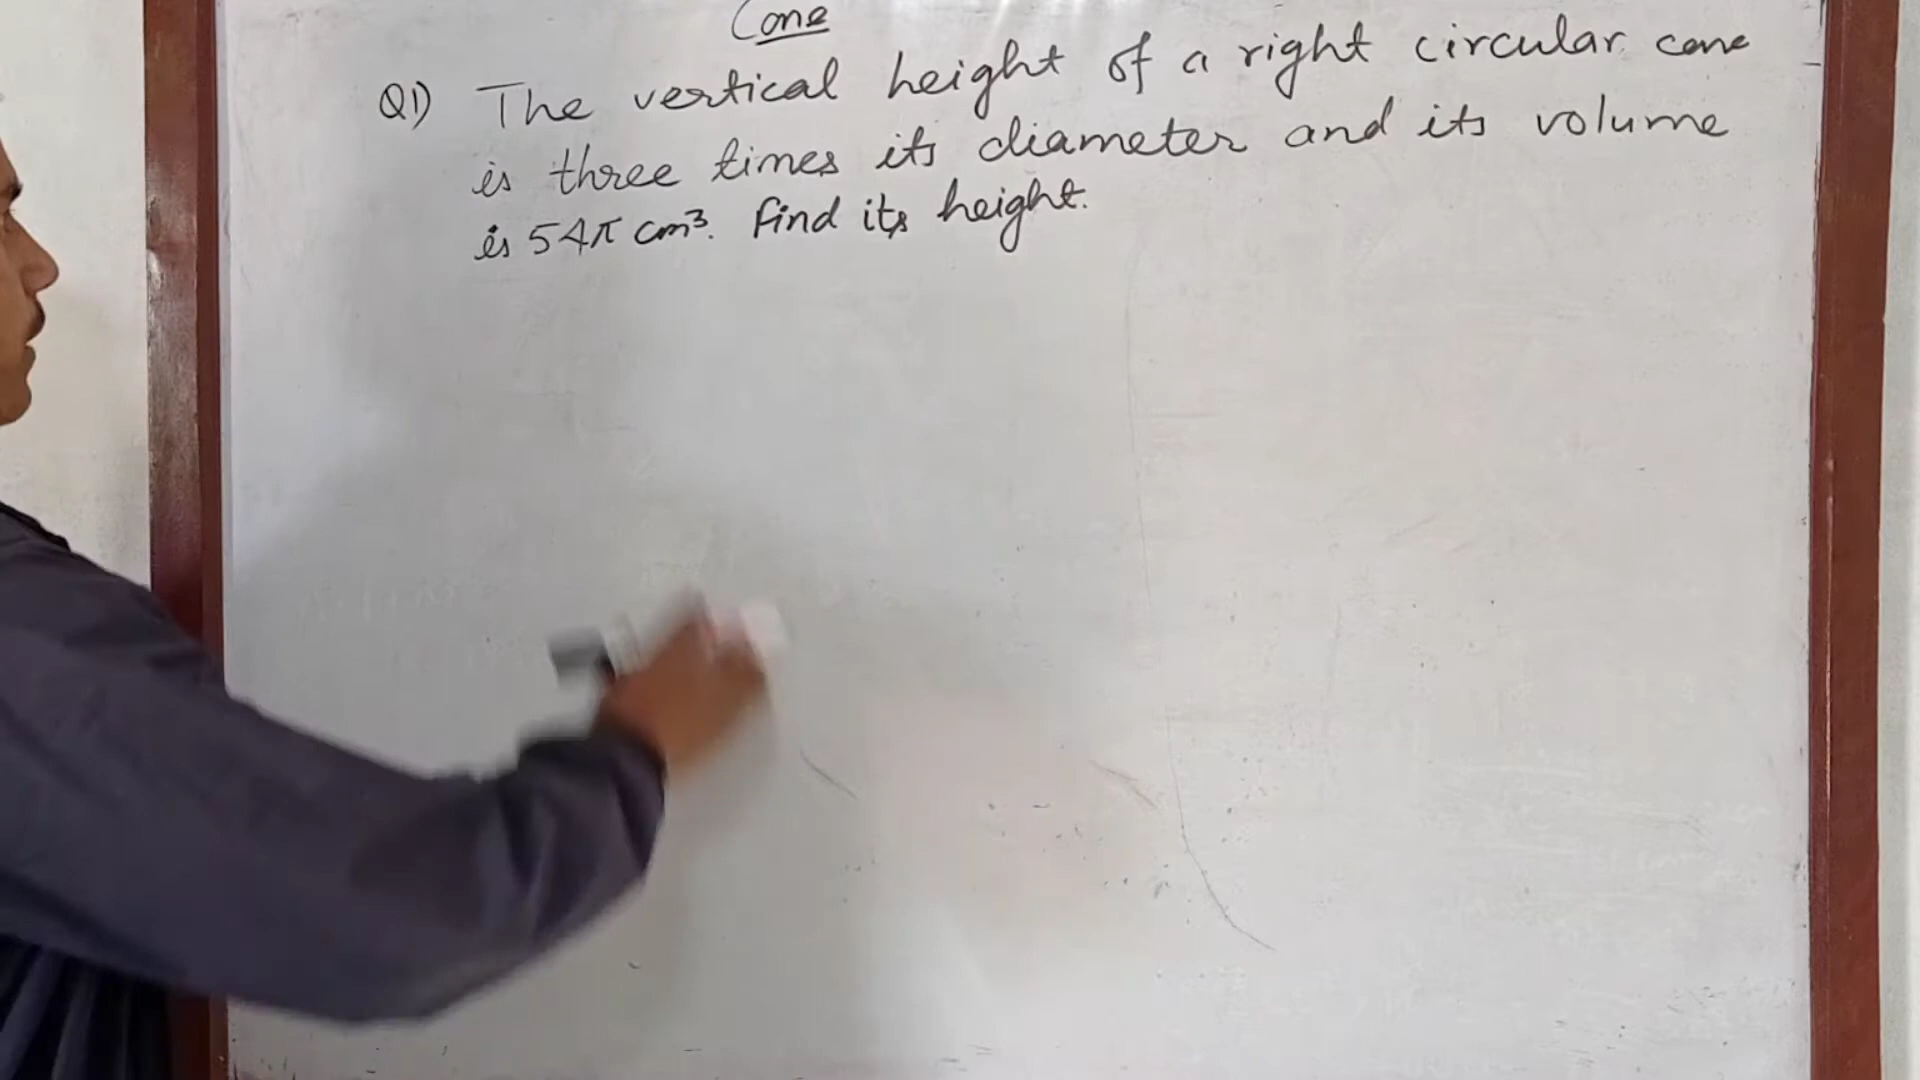 Cone
Q1) The vertical height of a right circular cone
is three times its diameter and its volume
is 54π cm³. Find its height.